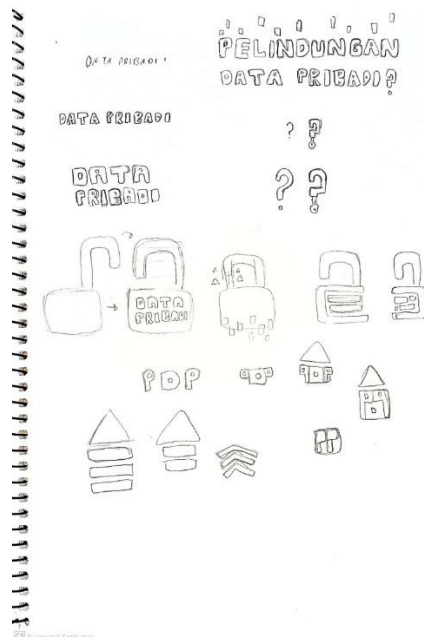 DATA PRIBADI?
PELINDUNGAN
DATA PRIBADI?
DATA PRIBADI
? ?
DATA
PRIBADI
? ?
DATA
PRIBADI
PDP
PDP
PDP